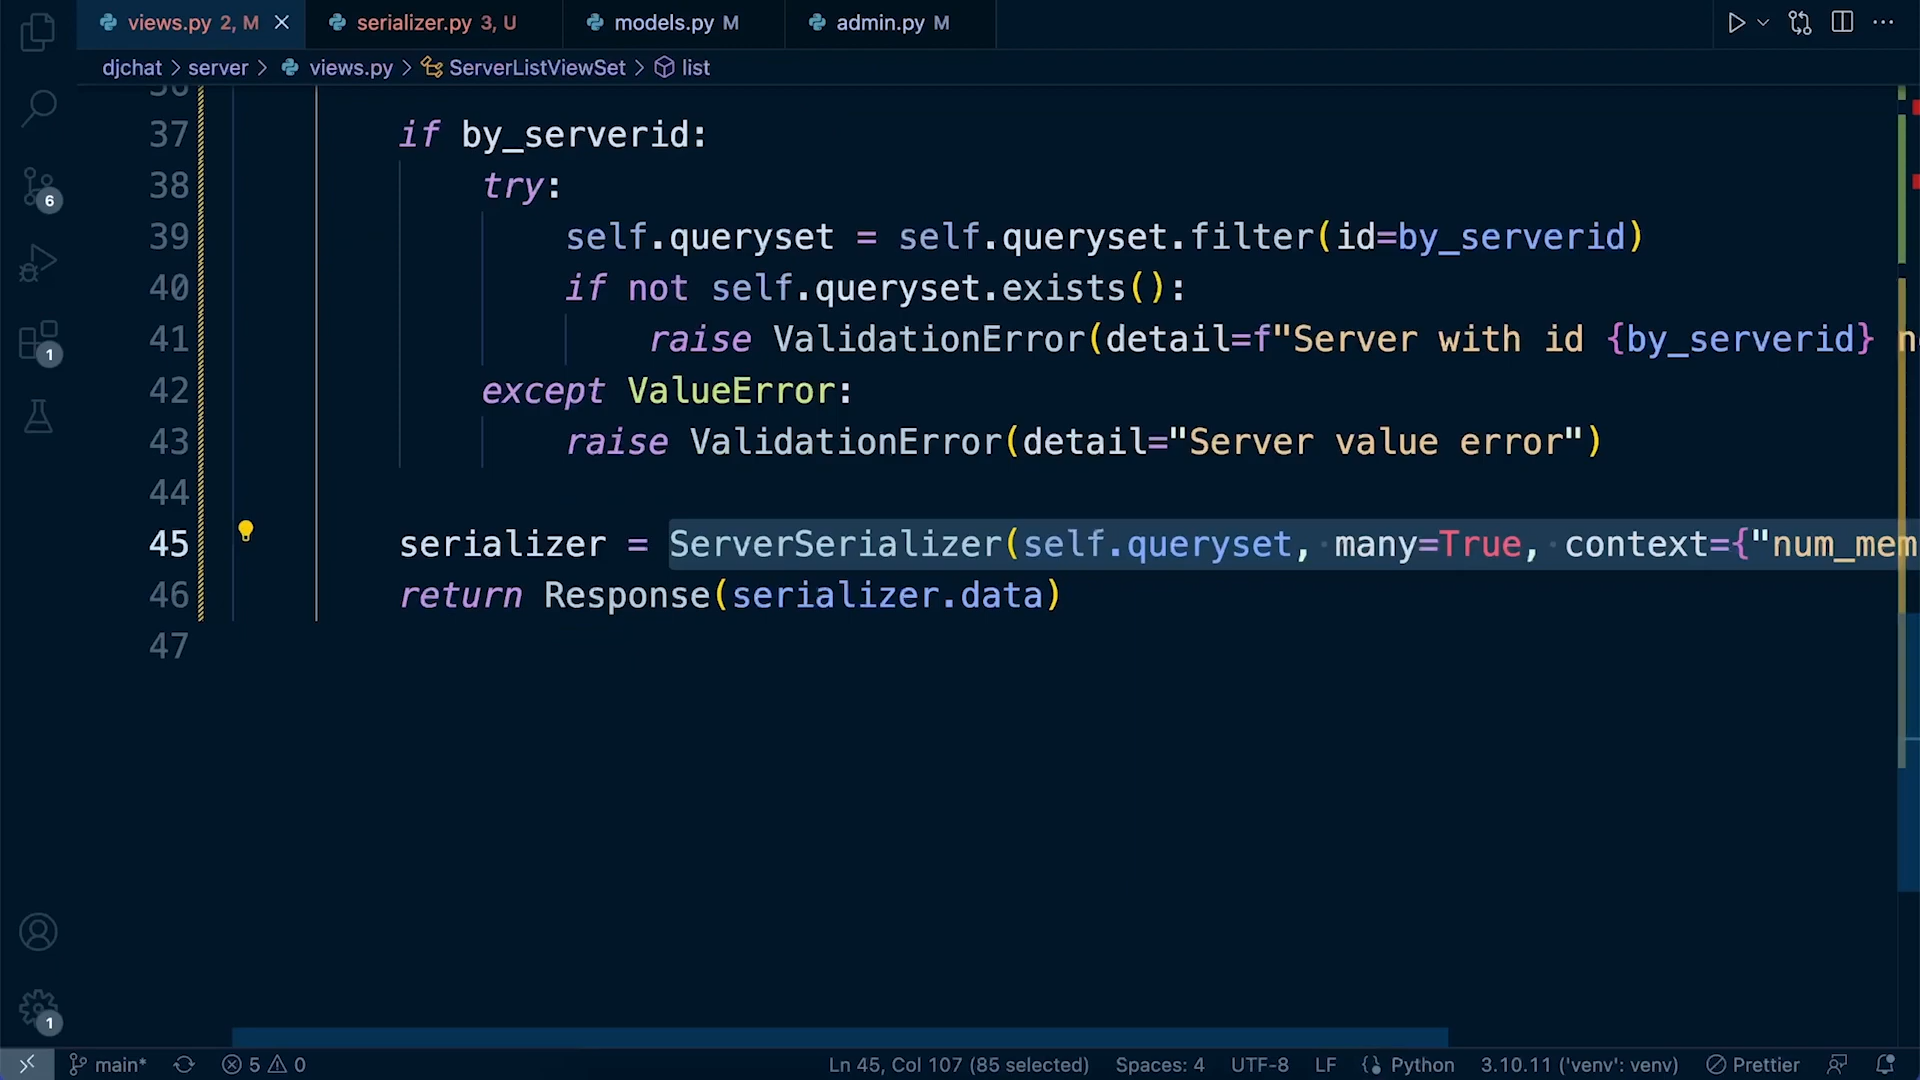 views.py 2, M
serializer.py 3, U
models.py M
admin.py M
djchat > server > views.py > ServerListViewSet > list
36
37 if by_serverid:
38 try:
39 self.queryset = self.queryset.filter(id=by_serverid)
40 if not self.queryset.exists():
41 raise ValidationError(detail=f"Server with id {by_serverid} n
42 except ValueError:
43 raise ValidationError(detail="Server value error")
44
45 serializer = ServerSerializer(self.queryset, many=True, context={"num_mem
46 return Response(serializer.data)
47
6
1
1
main* 5 0 Ln 45, Col 107 (85 selected) Spaces: 4 UTF-8 LF Python 3.10.11 ('venv': venv) Prettier